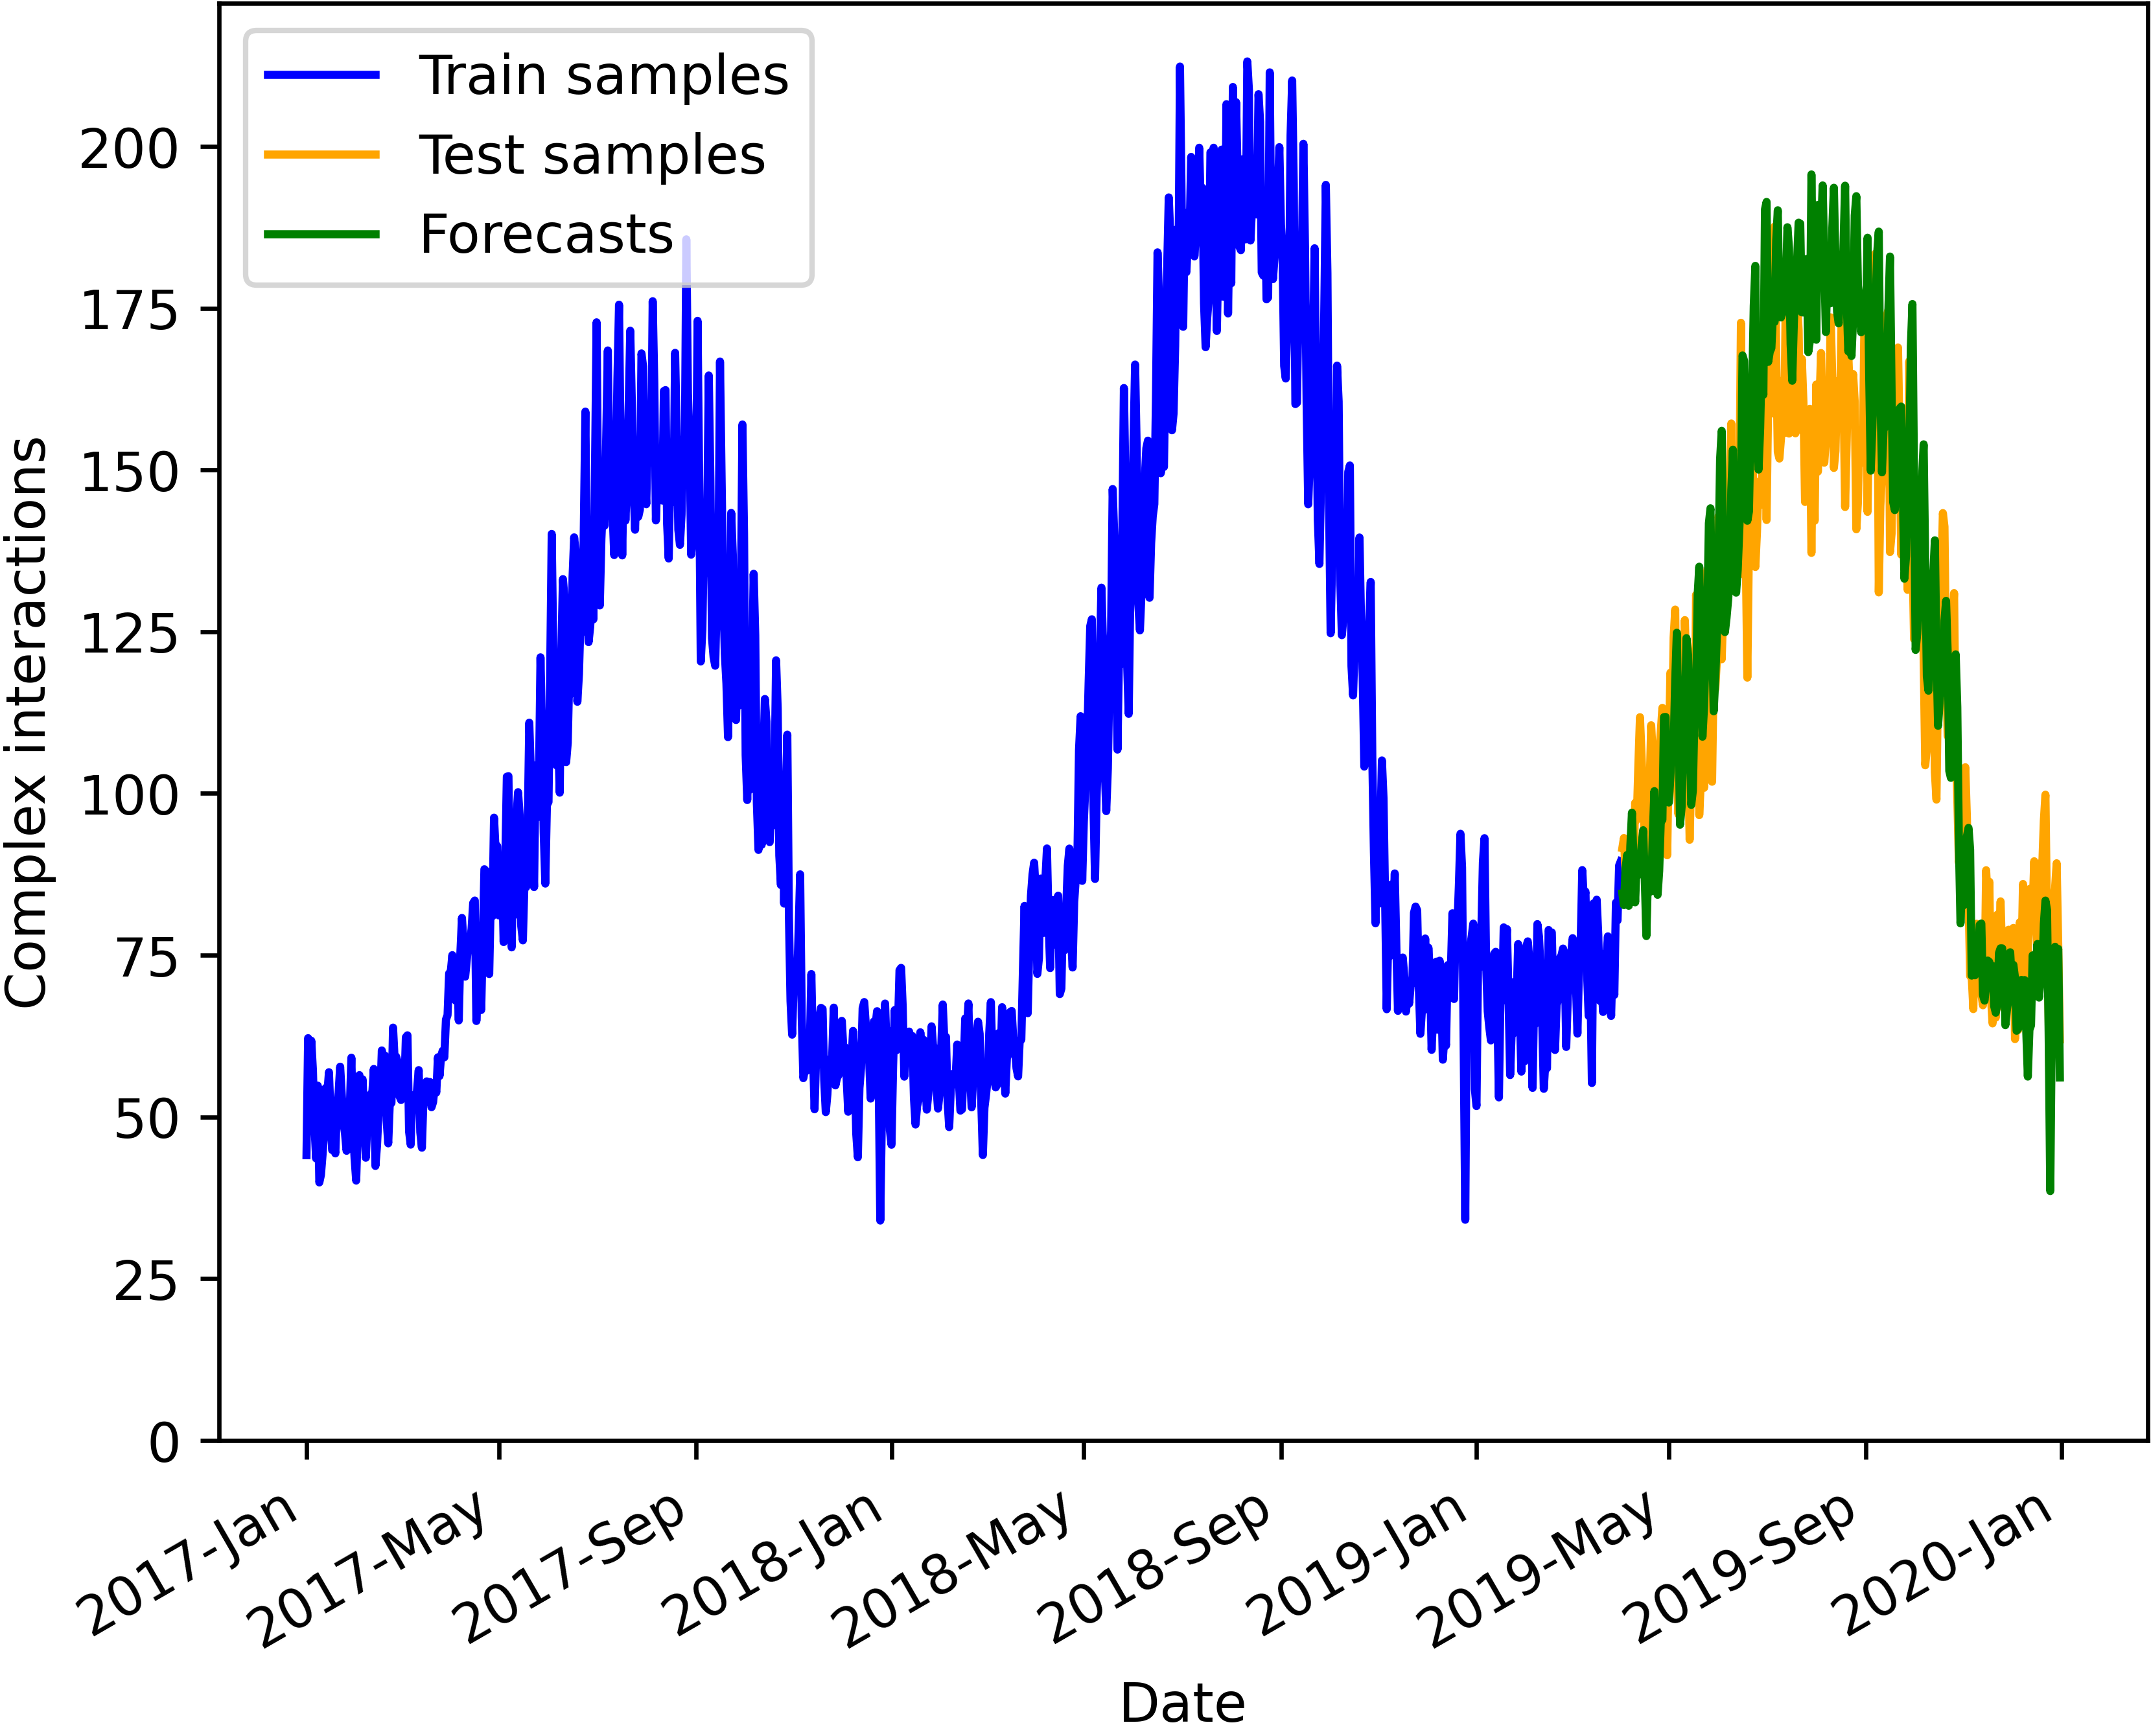 Train samples
Test samples
Forecasts
Complex interactions
200
175
150
125
100
75
50
25
0
2017-Jan
2017-May
2017-Sep
2018-Jan
2018-May
2018-Sep
2019-Jan
2019-May
2019-Sep
2020-Jan
Date